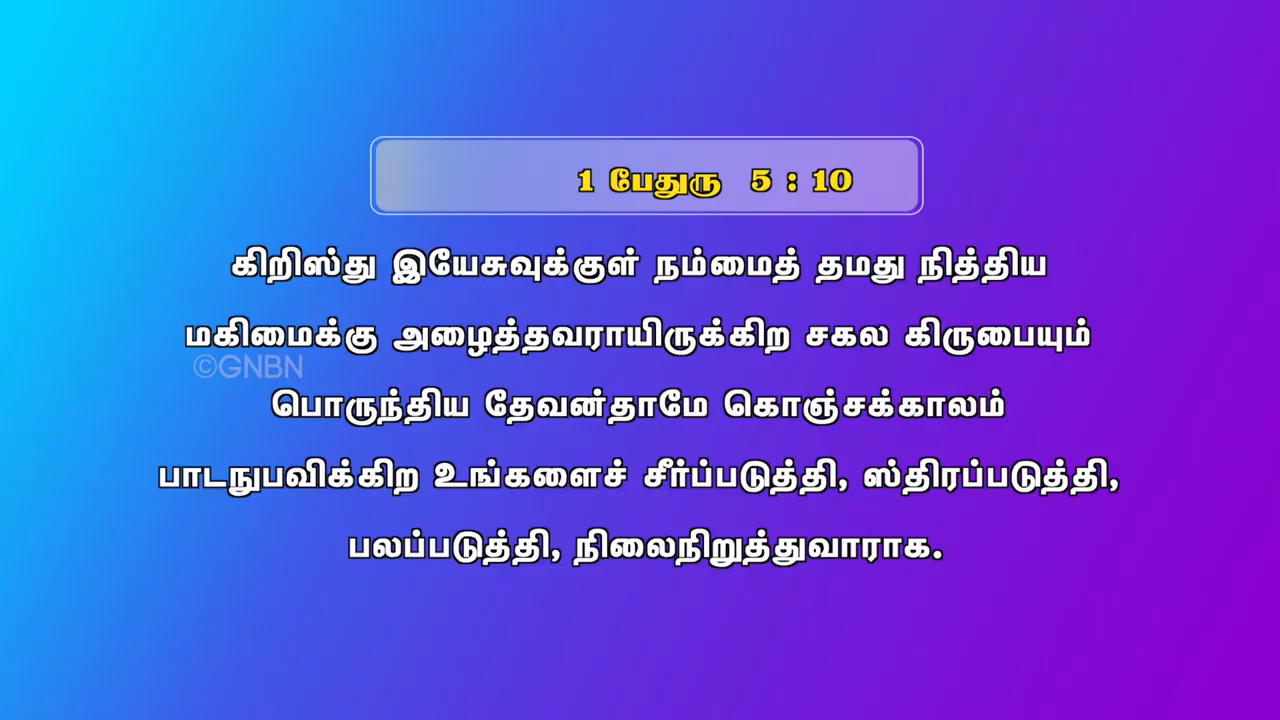 1 பேதுரு 5 : 10
கிறிஸ்து இயேசுவுக்குள் நம்மைத் தமது நித்திய
மகிமைக்கு அழைத்தவராயிருக்கிற சகல கிருபையும்
©GNBN
பொருந்திய தேவன்தாமே கொஞ்சக்காலம்
பாடநுபவிக்கிற உங்களைச் சீர்ப்படுத்தி, ஸ்திரப்படுத்தி,
பலப்படுத்தி, நிலைநிறுத்துவாராக.